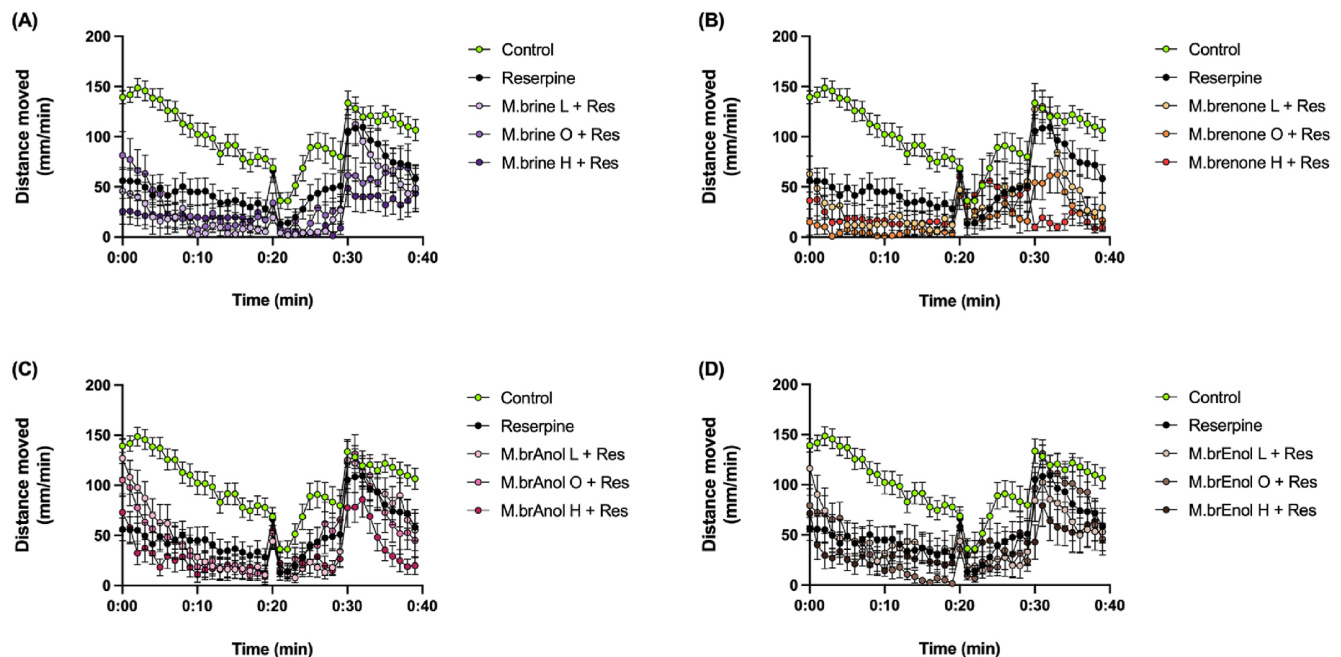 (A)
200
150
100
50
0
Distance moved
(mm/min)
0:00 0:10 0:20 0:30 0:40
Time (min)
Control
Reserpine
M.brine L + Res
M.brine O + Res
M.brine H + Res
(B)
200
150
100
50
0
Distance moved
(mm/min)
0:00 0:10 0:20 0:30 0:40
Time (min)
Control
Reserpine
M.brenone L + Res
M.brenone O + Res
M.brenone H + Res
(C)
200
150
100
50
0
Distance moved
(mm/min)
0:00 0:10 0:20 0:30 0:40
Time (min)
Control
Reserpine
M.brAnol L + Res
M.brAnol O + Res
M.brAnol H + Res
(D)
200
150
100
50
0
Distance moved
(mm/min)
0:00 0:10 0:20 0:30 0:40
Time (min)
Control
Reserpine
M.brEnol L + Res
M.brEnol O + Res
M.brEnol H + Res